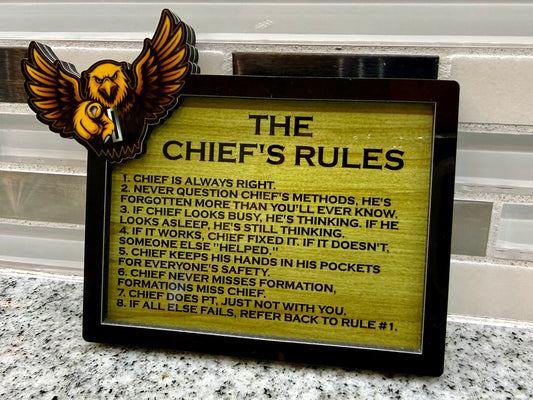 THE
CHIEF'S RULES
1. CHIEF IS ALWAYS RIGHT.
2. NEVER QUESTION CHIEF'S METHODS, HE'S
FORGOTTEN MORE THAN YOU'LL EVER KNOW.
3. IF CHIEF LOOKS BUSY, HE'S THINKING. IF HE
LOOKS ASLEEP, HE'S STILL THINKING.
4. IF IT WORKS, CHIEF FIXED IT. IF IT DOESN'T,
SOMEONE ELSE "HELPED."
5. CHIEF KEEPS HIS HANDS IN HIS POCKETS
FOR EVERYONE'S SAFETY.
6. CHIEF NEVER MISSES FORMATION,
FORMATIONS MISS CHIEF.
7. CHIEF DOES PT, JUST NOT WITH YOU.
8. IF ALL ELSE FAILS, REFER BACK TO RULE #1.